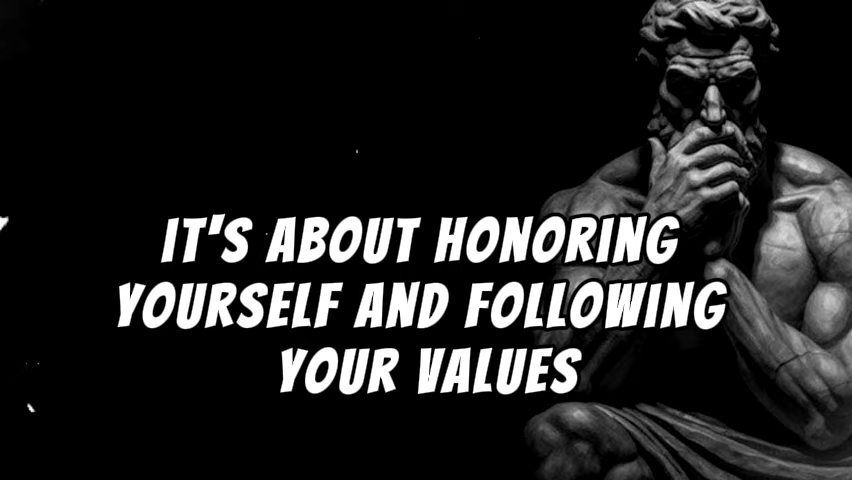 IT'S ABOUT HONORING
YOURSELF AND FOLLOWING
YOUR VALUES